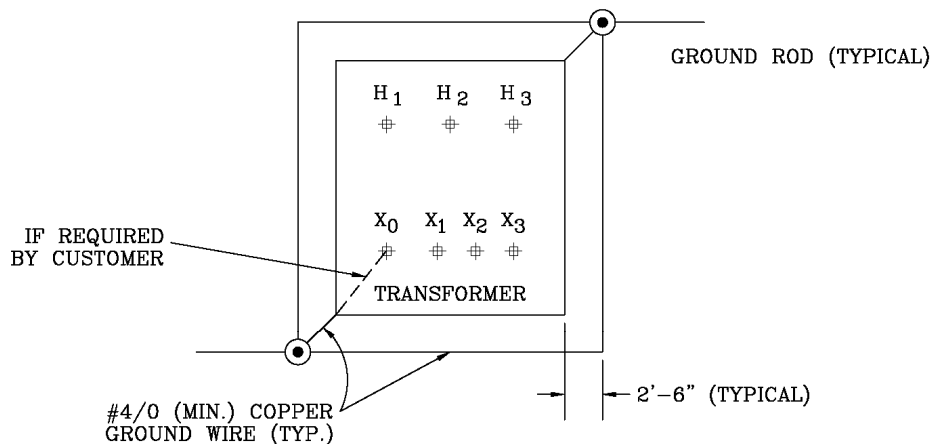 GROUND ROD (TYPICAL)
H1 H2 H3
X0 X1 X2 X3
IF REQUIRED
BY CUSTOMER
TRANSFORMER
2'-6" (TYPICAL)
#4/0 (MIN.) COPPER
GROUND WIRE (TYP.)